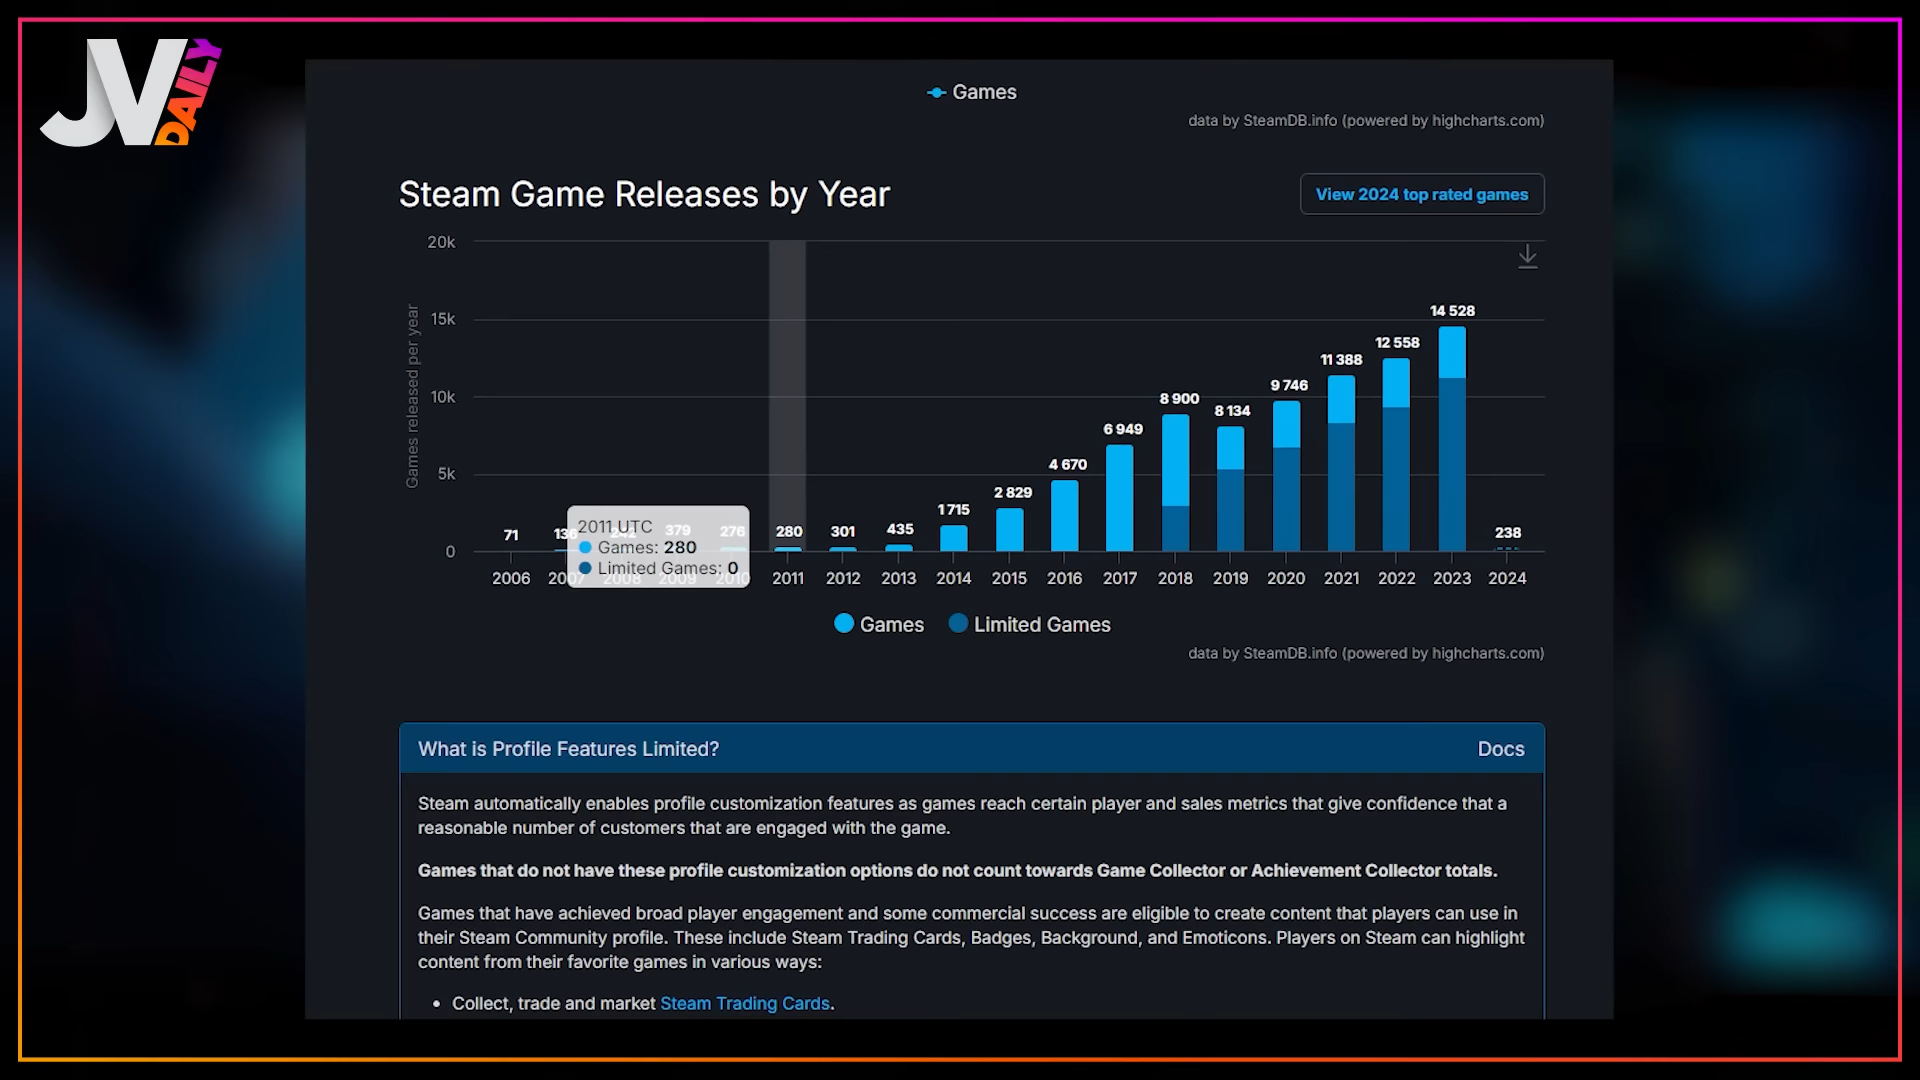 JV DAILY
Games
data by SteamDB.info (powered by highcharts.com)
Steam Game Releases by Year
View 2024 top rated games
Games released per year
20k
15k
10k
5k
0
71
136
242
379
276
280
301
435
1 715
2 829
4 670
6 949
8 900
8 134
9 746
11 388
12 558
14 528
238
2011 UTC
Games: 280
Limited Games: 0
2006 2007 2008 2009 2010 2011 2012 2013 2014 2015 2016 2017 2018 2019 2020 2021 2022 2023 2024
Games Limited Games
data by SteamDB.info (powered by highcharts.com)
What is Profile Features Limited? Docs
Steam automatically enables profile customization features as games reach certain player and sales metrics that give confidence that a
reasonable number of customers that are engaged with the game.
Games that do not have these profile customization options do not count towards Game Collector or Achievement Collector totals.
Games that have achieved broad player engagement and some commercial success are eligible to create content that players can use in
their Steam Community profile. These include Steam Trading Cards, Badges, Background, and Emoticons. Players on Steam can highlight
content from their favorite games in various ways:
• Collect, trade and market Steam Trading Cards.